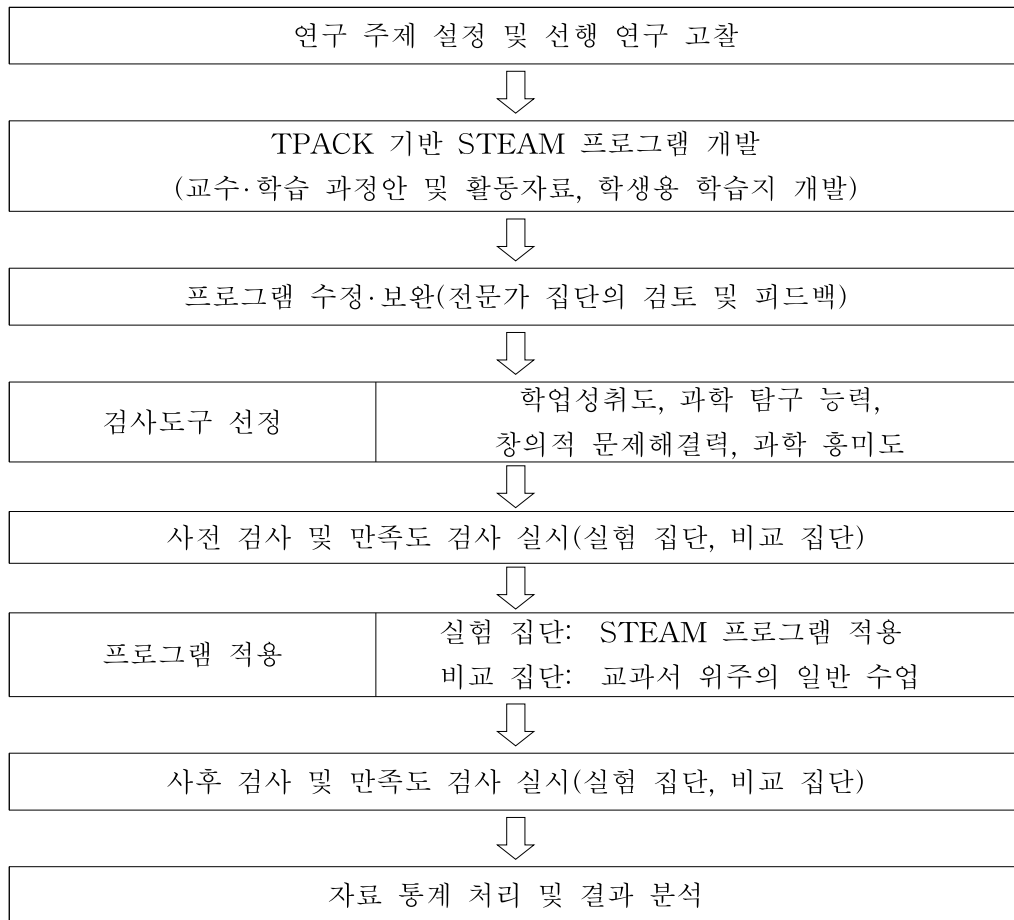 연구 주제 설정 및 선행 연구 고찰
TPACK 기반 STEAM 프로그램 개발
(교수·학습 과정안 및 활동자료, 학생용 학습지 개발)
프로그램 수정·보완(전문가 집단의 검토 및 피드백)
검사도구 선정
학업성취도, 과학 탐구 능력,
창의적 문제해결력, 과학 흥미도
사전 검사 및 만족도 검사 실시(실험 집단, 비교 집단)
프로그램 적용
실험 집단: STEAM 프로그램 적용
비교 집단: 교과서 위주의 일반 수업
사후 검사 및 만족도 검사 실시(실험 집단, 비교 집단)
자료 통계 처리 및 결과 분석